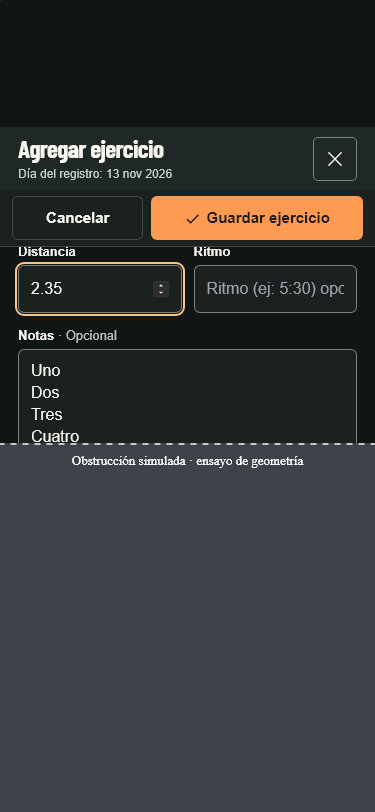 Agregar ejercicio
Día del registro: 13 nov 2026
Cancelar
Guardar ejercicio
Distancia
Ritmo
2.35
Ritmo (ej: 5:30) opc
Notas · Opcional
Uno
Dos
Tres
Cuatro
Obstrucción simulada · ensayo de geometría